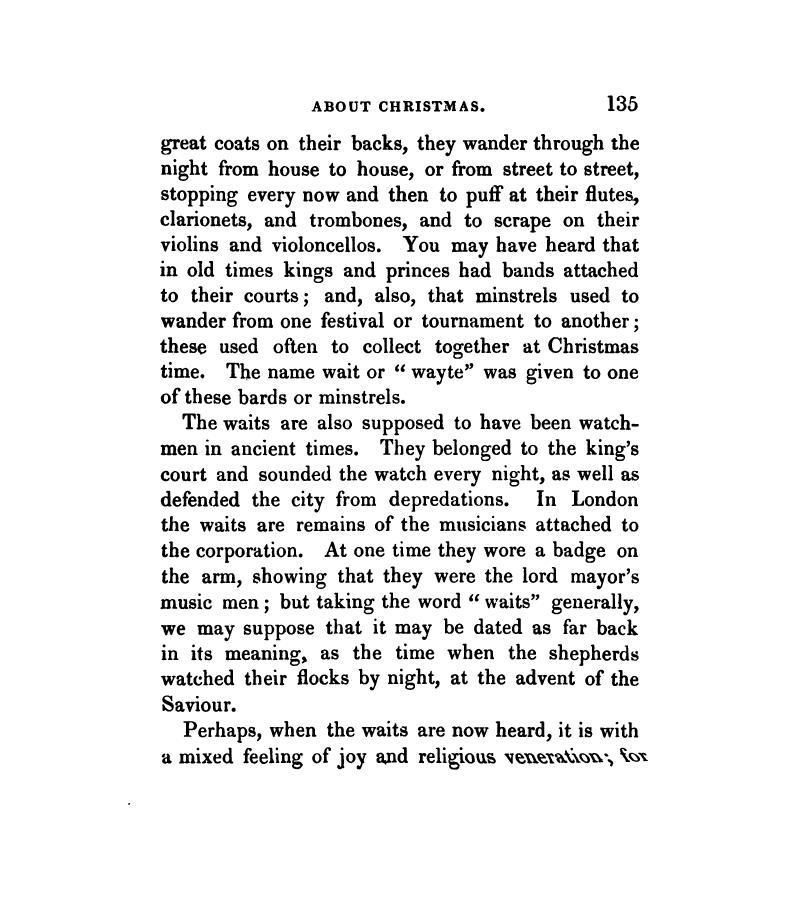 ABOUT CHRISTMAS. 135
great coats on their backs, they wander through the
night from house to house, or from street to street,
stopping every now and then to puff at their flutes,
clarionets, and trombones, and to scrape on their
violins and violoncellos. You may have heard that
in old times kings and princes had bands attached
to their courts; and, also, that minstrels used to
wander from one festival or tournament to another;
these used often to collect together at Christmas
time. The name wait or “wayte” was given to one
of these bards or minstrels.
The waits are also supposed to have been watch-
men in ancient times. They belonged to the king's
court and sounded the watch every night, as well as
defended the city from depredations. In London
the waits are remains of the musicians attached to
the corporation. At one time they wore a badge on
the arm, showing that they were the lord mayor's
music men; but taking the word “waits” generally,
we may suppose that it may be dated as far back
in its meaning, as the time when the shepherds
watched their flocks by night, at the advent of the
Saviour.
Perhaps, when the waits are now heard, it is with
a mixed feeling of joy and religious veneration; for